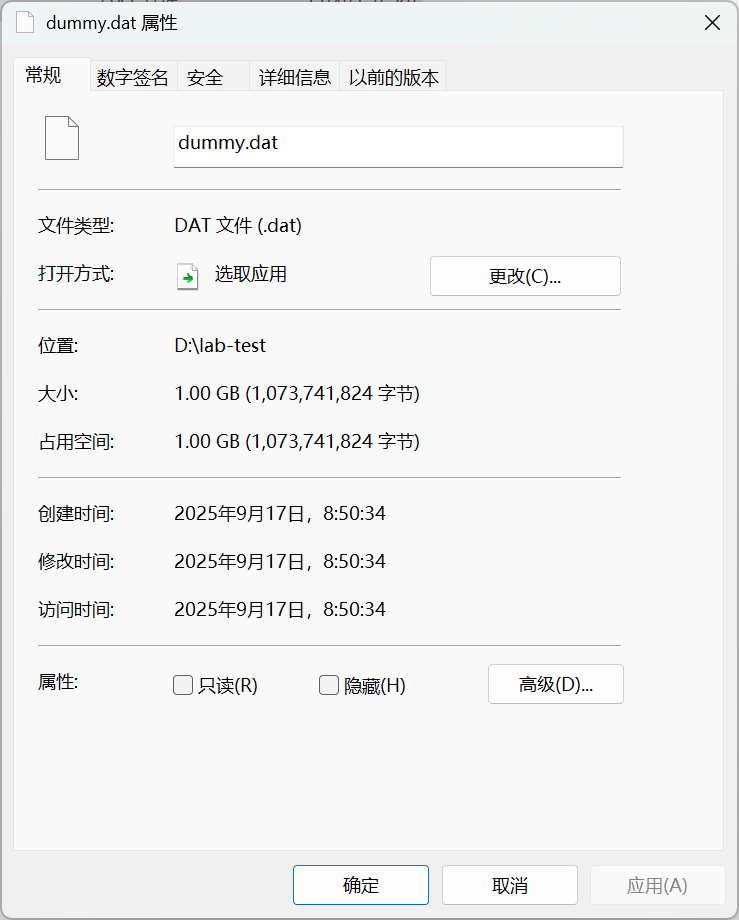 dummy.dat 属性
常规 数字签名 安全 详细信息 以前的版本
dummy.dat
文件类型: DAT 文件 (.dat)
打开方式: 选取应用 更改(C)...
位置: D:\lab-test
大小: 1.00 GB (1,073,741,824 字节)
占用空间: 1.00 GB (1,073,741,824 字节)
创建时间: 2025年9月17日，8:50:34
修改时间: 2025年9月17日，8:50:34
访问时间: 2025年9月17日，8:50:34
属性: 只读(R) 隐藏(H) 高级(D)...
确定 取消 应用(A)